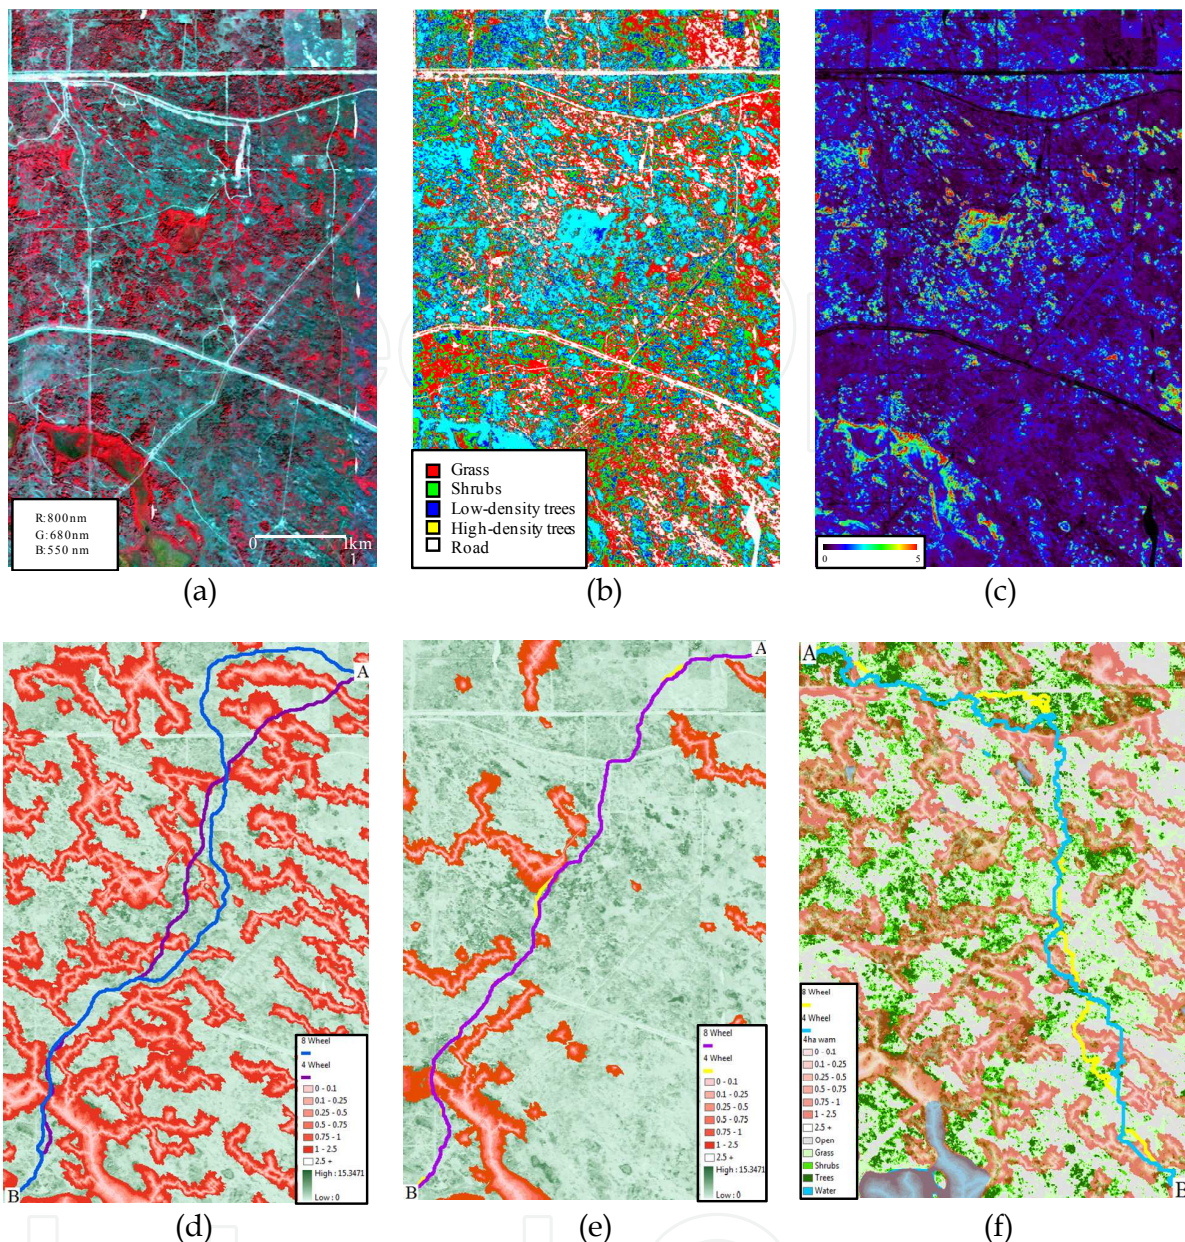 R:800nm
G:680nm
B:550 nm
0
1km
1
(a)
Grass
Shrubs
Low-density trees
High-density trees
Road
(b)
0 5
(c)
A
B
8 Wheel
4 Wheel
0 - 0.1
0.1 - 0.25
0.25 - 0.5
0.5 - 0.75
0.75 - 1
1 - 2.5
2.5 +
High : 15.3471
Low : 0
(d)
A
B
8 Wheel
4 Wheel
0 - 0.1
0.1 - 0.25
0.25 - 0.5
0.5 - 0.75
0.75 - 1
1 - 2.5
2.5 +
High : 15.3471
Low : 0
(e)
A
B
8 Wheel
4 Wheel
4ha wam
0 - 0.1
0.1 - 0.25
0.25 - 0.5
0.5 - 0.75
0.75 - 1
1 - 2.5
2.5 +
Open
Grass
Shrubs
Trees
Water
(f)